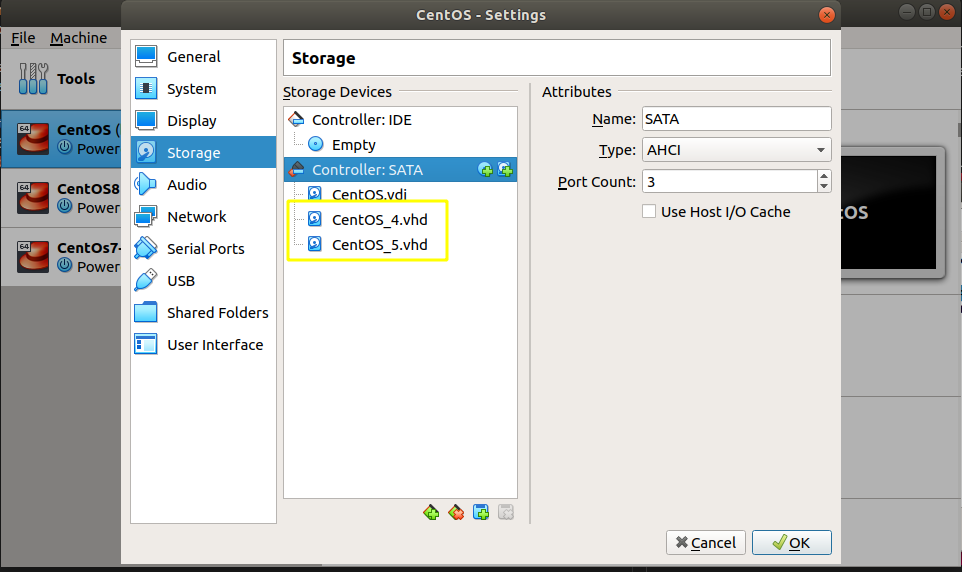 CentOS - Settings
File Machine
Tools
64 CentOS (
Power
64 CentOS8
Power
64 CentOs7-
Power
General
System
Display
Storage
Audio
Network
Serial Ports
USB
Shared Folders
User Interface
Storage
Storage Devices
Controller: IDE
Empty
Controller: SATA
CentOS.vdi
CentOS_4.vhd
CentOS_5.vhd
Attributes
Name: SATA
Type: AHCI
Port Count: 3
Use Host I/O Cache
OS
Cancel OK